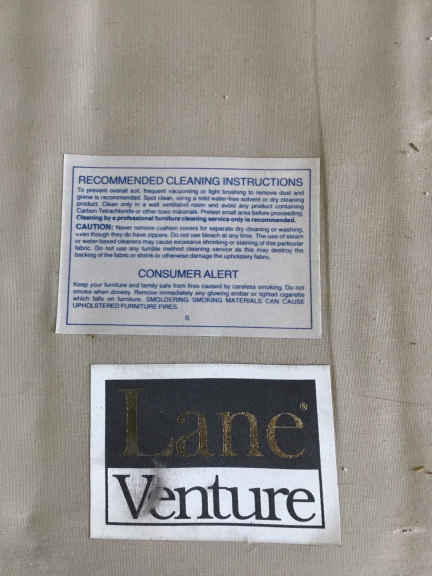 RECOMMENDED CLEANING INSTRUCTIONS
To prevent overall soil, frequent vacuuming or light brushing to remove dust and
grime is recommended. Spot clean, using a mild water-free solvent or dry cleaning
product. Clean only in a well ventilated room and avoid any product containing
Carbon Tetrachloride or other toxic materials. Pretest small area before proceeding.
Cleaning by a professional furniture cleaning service only is recommended.
CAUTION: Never remove cushion covers for separate dry cleaning or washing,
even though they do have zippers. Do not use bleach at any time. The use of steam
or water-based cleaners may cause excessive shrinking or staining of this particular
fabric. Do not use any tumble method cleaning service as this may destroy the
backing of the fabric or shrink or otherwise damage the upholstery fabric.
CONSUMER ALERT
Keep your furniture and family safe from fires caused by careless smoking. Do not
smoke when drowsy. Remove immediately any glowing ember or lighted cigarette
which falls on furniture. SMOLDERING SMOKING MATERIALS CAN CAUSE
UPHOLSTERED FURNITURE FIRES.
S
Lane®
Venture